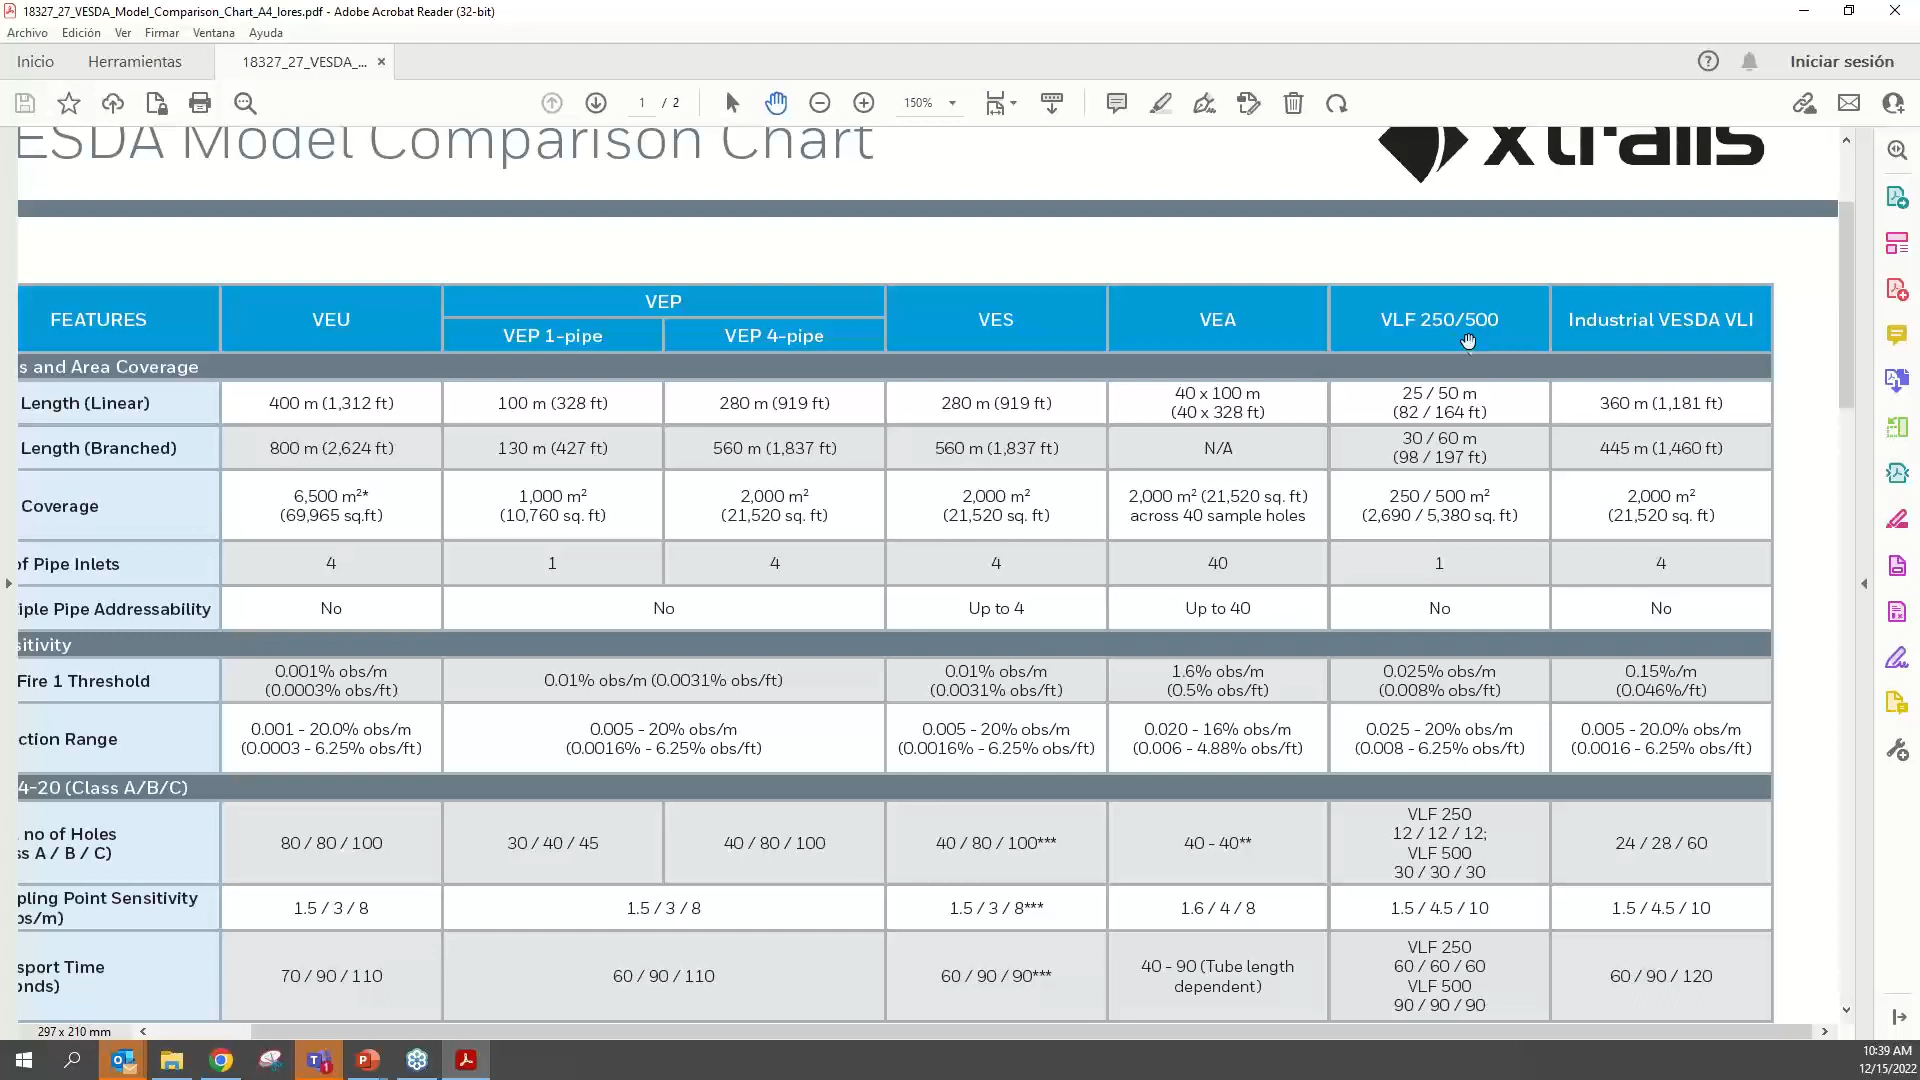 18327_27_VESDA_Model_Comparison_Chart_A4_lores.pdf - Adobe Acrobat Reader (32-bit)
Archivo Edición Ver Firmar Ventana Ayuda
Inicio Herramientas 18327_27_VESDA_... × Iniciar sesión
1 / 2 150%
ESDA Model Comparison Chart
xtralis
FEATURES VEU VEP VES VEA VLF 250/500 Industrial VESDA VLI
VEP 1-pipe VEP 4-pipe
s and Area Coverage
Length (Linear) 400 m (1,312 ft) 100 m (328 ft) 280 m (919 ft) 280 m (919 ft) 40 x 100 m (40 x 328 ft) 25 / 50 m (82 / 164 ft) 360 m (1,181 ft)
Length (Branched) 800 m (2,624 ft) 130 m (427 ft) 560 m (1,837 ft) 560 m (1,837 ft) N/A 30 / 60 m (98 / 197 ft) 445 m (1,460 ft)
Coverage 6,500 m²* (69,965 sq.ft) 1,000 m² (10,760 sq. ft) 2,000 m² (21,520 sq. ft) 2,000 m² (21,520 sq. ft) 2,000 m² (21,520 sq. ft) across 40 sample holes 250 / 500 m² (2,690 / 5,380 sq. ft) 2,000 m² (21,520 sq. ft)
of Pipe Inlets 4 1 4 4 40 1 4
iple Pipe Addressability No No Up to 4 Up to 40 No No
sitivity
Fire 1 Threshold 0.001% obs/m (0.0003% obs/ft) 0.01% obs/m (0.0031% obs/ft) 0.01% obs/m (0.0031% obs/ft) 1.6% obs/m (0.5% obs/ft) 0.025% obs/m (0.008% obs/ft) 0.15%/m (0.046%/ft)
ction Range 0.001 - 20.0% obs/m (0.0003 - 6.25% obs/ft) 0.005 - 20% obs/m (0.0016% - 6.25% obs/ft) 0.005 - 20% obs/m (0.0016% - 6.25% obs/ft) 0.020 - 16% obs/m (0.006 - 4.88% obs/ft) 0.025 - 20% obs/m (0.008 - 6.25% obs/ft) 0.005 - 20.0% obs/m (0.0016 - 6.25% obs/ft)
4-20 (Class A/B/C)
no of Holes ss A / B / C) 80 / 80 / 100 30 / 40 / 45 40 / 80 / 100 40 / 80 / 100*** 40 - 40** VLF 250 12 / 12 / 12; VLF 500 30 / 30 / 30 24 / 28 / 60
pling Point Sensitivity bs/m) 1.5 / 3 / 8 1.5 / 3 / 8 1.5 / 3 / 8*** 1.6 / 4 / 8 1.5 / 4.5 / 10 1.5 / 4.5 / 10
sport Time onds) 70 / 90 / 110 60 / 90 / 110 60 / 90 / 90*** 40 - 90 (Tube length dependent) VLF 250 60 / 60 / 60 VLF 500 90 / 90 / 90 60 / 90 / 120
297 x 210 mm
10:39 AM
12/15/2022